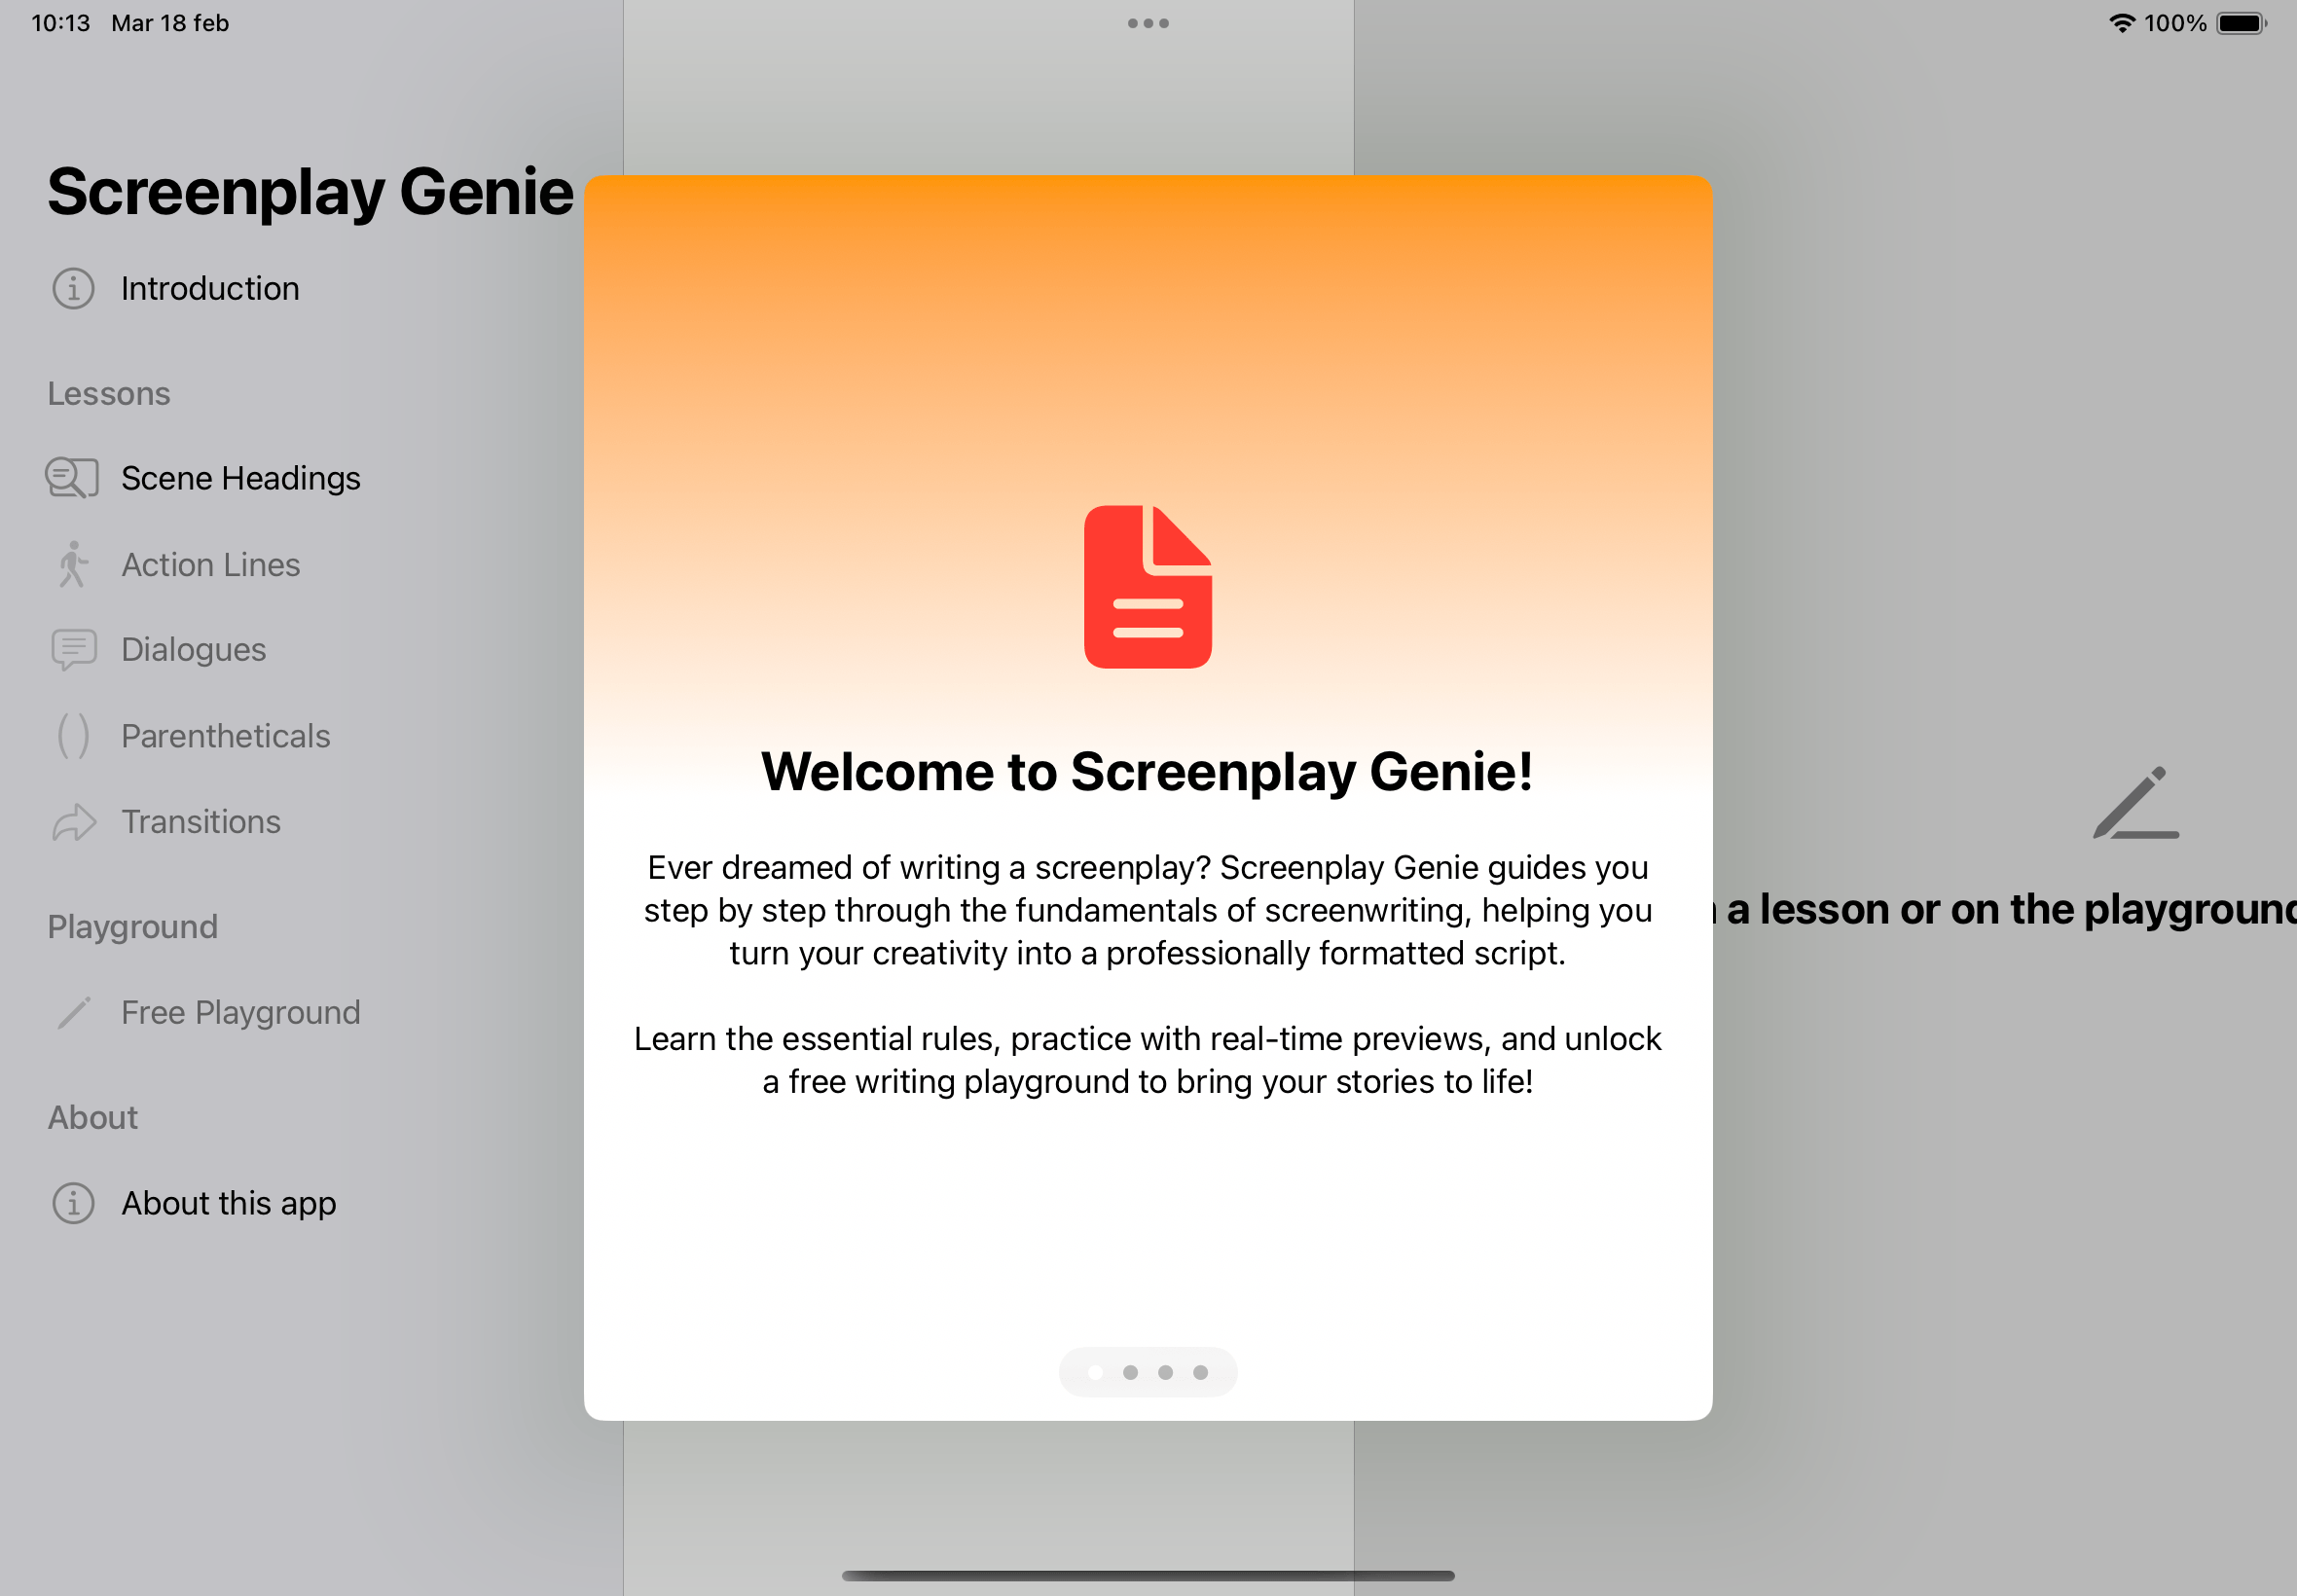 10:13 Mar 18 feb
100%
Screenplay Genie
Introduction
Lessons
Scene Headings
Action Lines
Dialogues
Parentheticals
Transitions
Playground
Free Playground
About
About this app
Welcome to Screenplay Genie!
Ever dreamed of writing a screenplay? Screenplay Genie guides you
step by step through the fundamentals of screenwriting, helping you
turn your creativity into a professionally formatted script.
Learn the essential rules, practice with real-time previews, and unlock
a free writing playground to bring your stories to life!
a lesson or on the playground